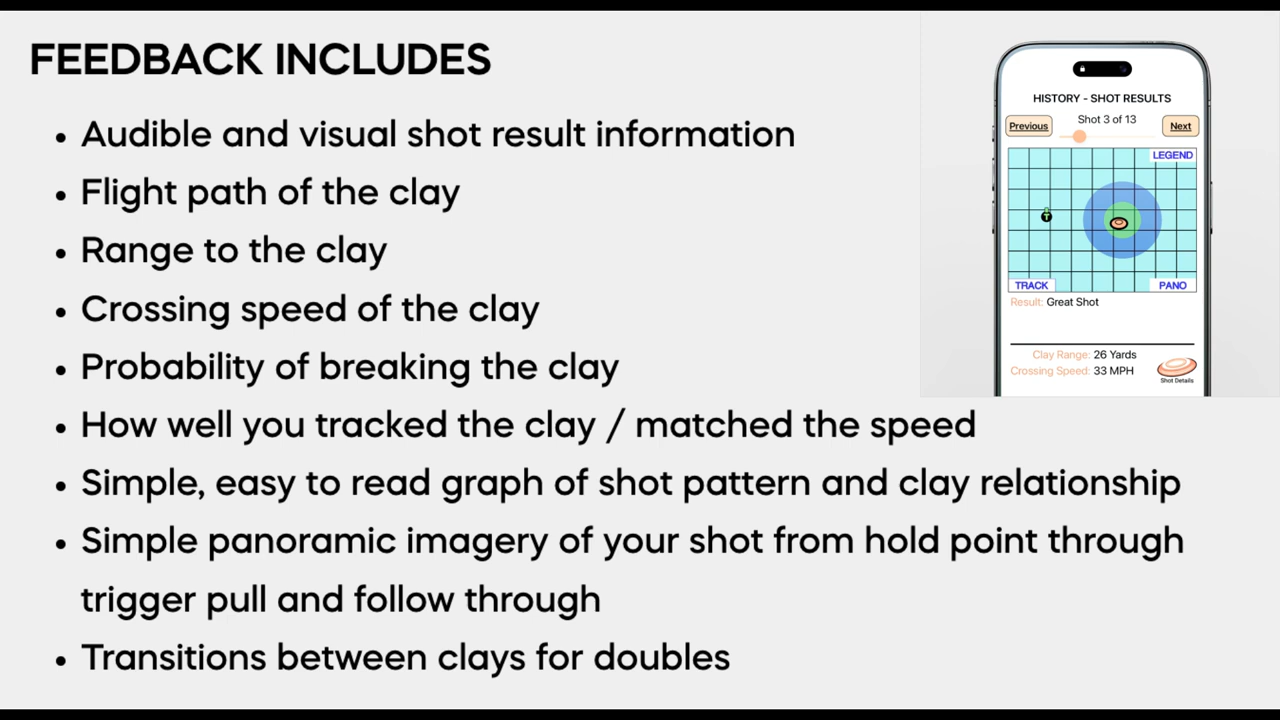 FEEDBACK INCLUDES
• Audible and visual shot result information
• Flight path of the clay
• Range to the clay
• Crossing speed of the clay
• Probability of breaking the clay
• How well you tracked the clay / matched the speed
• Simple, easy to read graph of shot pattern and clay relationship
• Simple panoramic imagery of your shot from hold point through
trigger pull and follow through
• Transitions between clays for doubles
HISTORY - SHOT RESULTS
Shot 3 of 13
Previous
Next
LEGEND
T
TRACK
PANO
Result: Great Shot
Clay Range: 26 Yards
Crossing Speed: 33 MPH
Shot Details